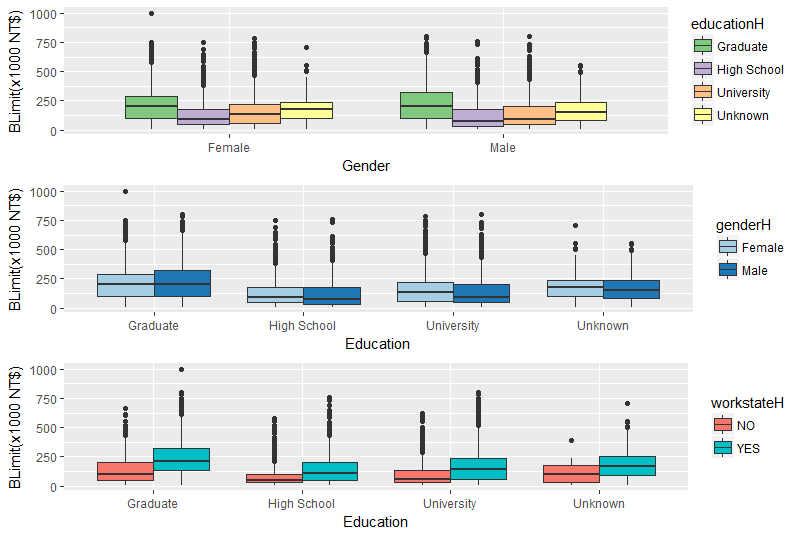 BLimit(x1000 NT$)
1000
750
500
250
0
Female
Male
Gender
educationH
Graduate
High School
University
Unknown
BLimit(x1000 NT$)
1000
750
500
250
0
Graduate
High School
University
Unknown
Education
genderH
Female
Male
BLimit(x1000 NT$)
1000
750
500
250
0
Graduate
High School
University
Unknown
Education
workstateH
NO
YES